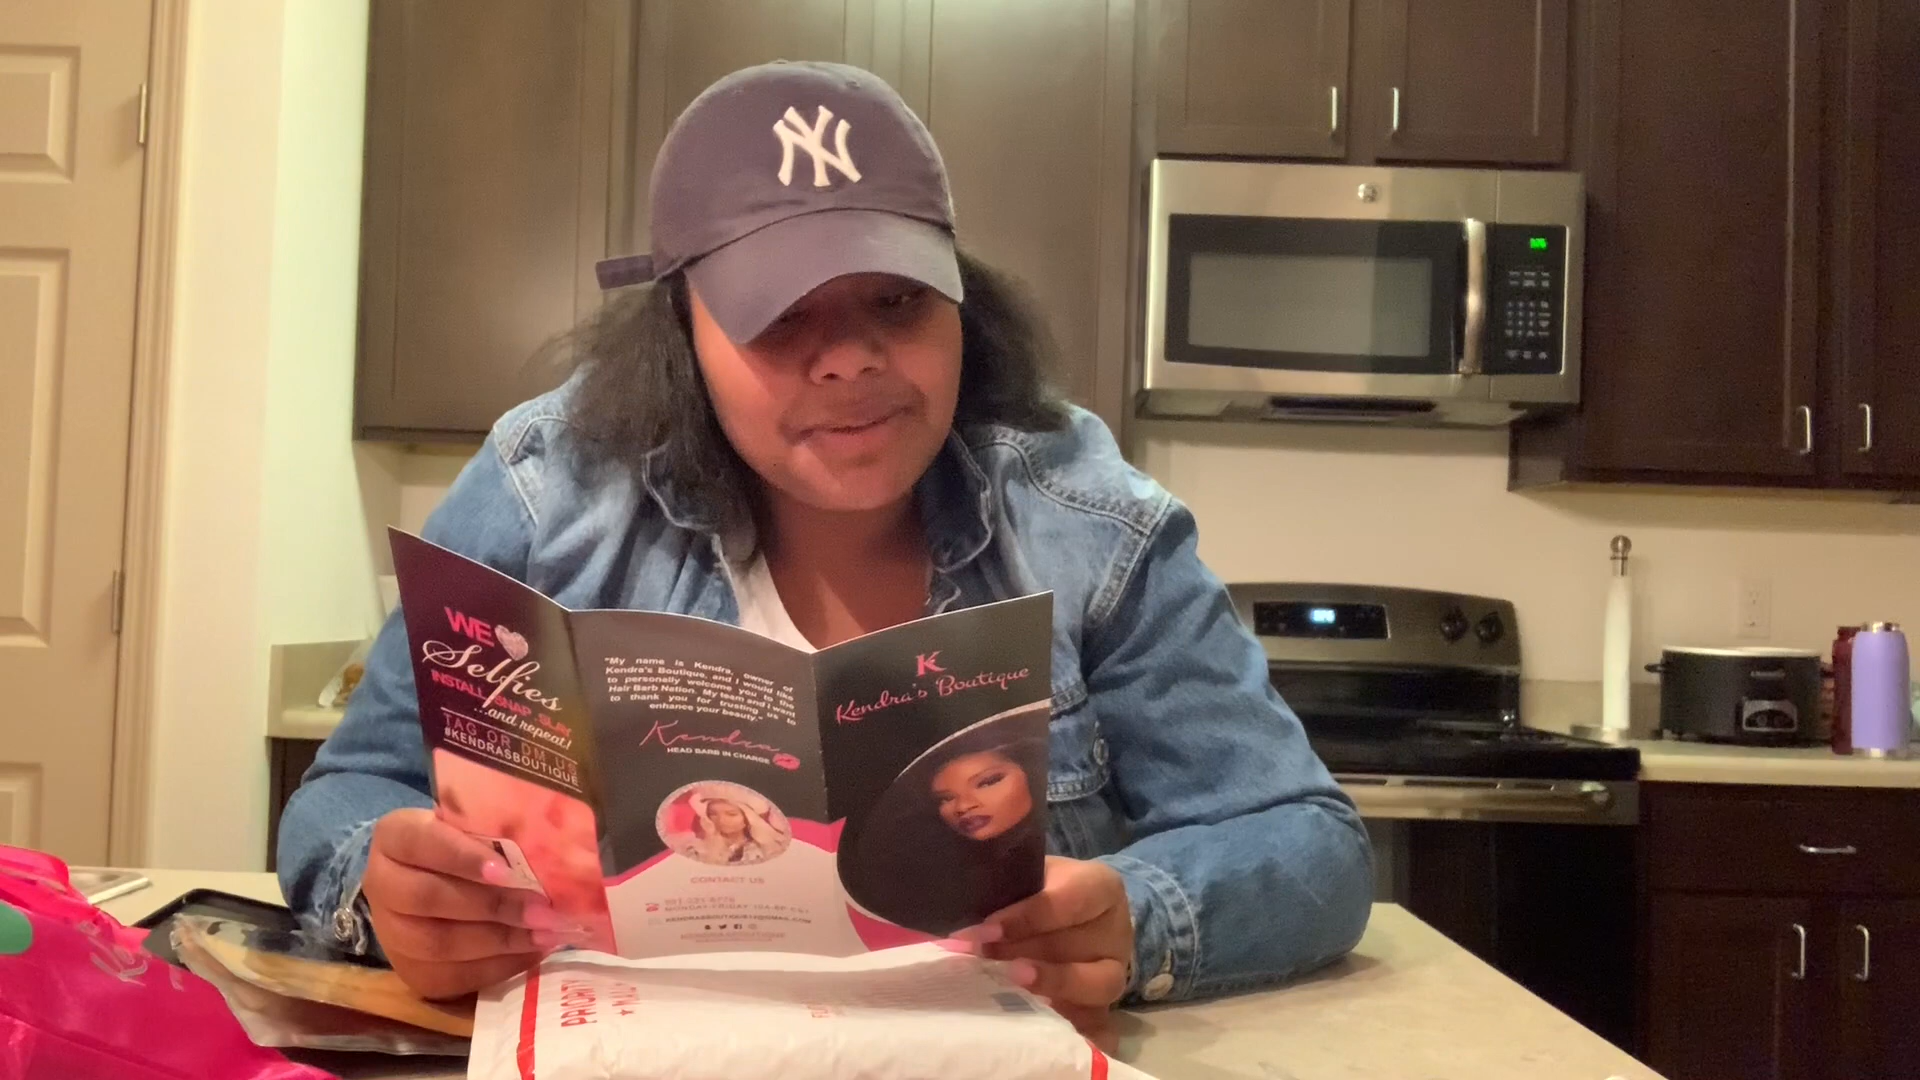 NY
WE
Selfies
INSTALL SNAP SLAY
...and repeat!
TAG OR DM US
#KENDRASBOUTIQUE
"My name is Kendra, owner of
Kendra's Boutique, and I would like
to personally welcome you to the
Hair Barb Nation. My team and I want
to thank you for trusting us to
enhance your beauty."
Kendra
HEAD BARB IN CHARGE
CONTACT US
MONDAY-FRIDAY
K
Kendra's Boutique
PRIORITY
★ MAIL